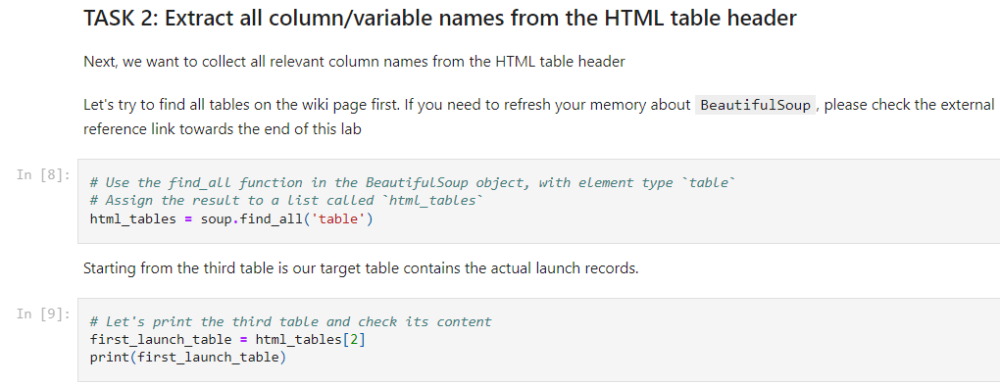 TASK 2: Extract all column/variable names from the HTML table header
Next, we want to collect all relevant column names from the HTML table header
Let's try to find all tables on the wiki page first. If you need to refresh your memory about BeautifulSoup, please check the external
reference link towards the end of this lab
In [8]:
# Use the find_all function in the BeautifulSoup object, with element type `table`
# Assign the result to a list called `html_tables`
html_tables = soup.find_all('table')
Starting from the third table is our target table contains the actual launch records.
In [9]:
# Let's print the third table and check its content
first_launch_table = html_tables[2]
print(first_launch_table)